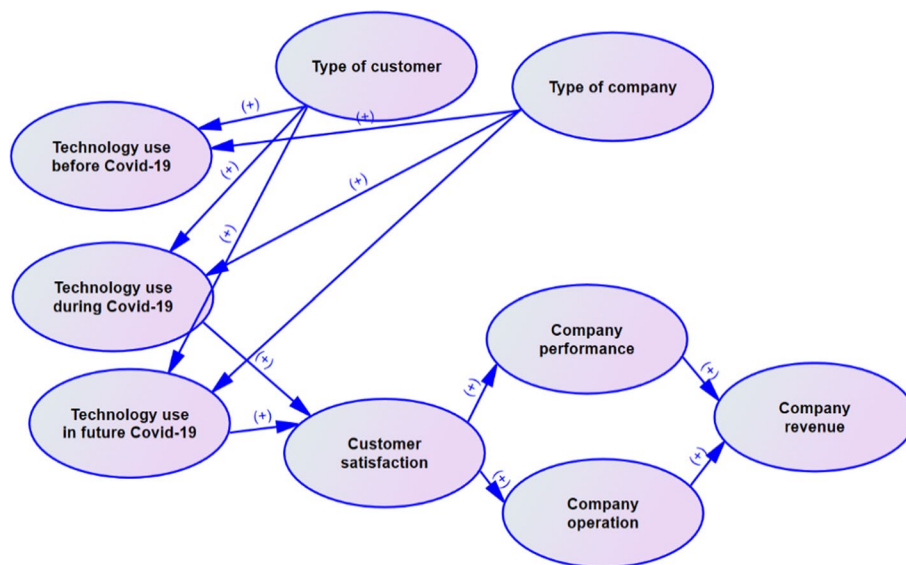 Type of customer
Type of company
(+)
(+)
Technology use
before Covid-19
(+)
(+)
(+)
Technology use
during Covid-19
Company
performance
(+)
(+)
(+)
Technology use
in future Covid-19
(+)
Company
revenue
Customer
satisfaction
(+)
(+)
Company
operation